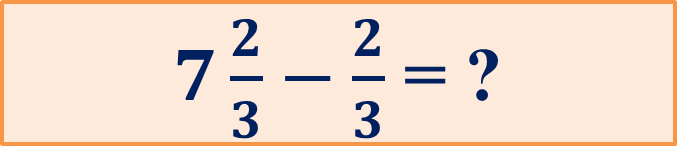 7 2/3 − 2/3 = ?